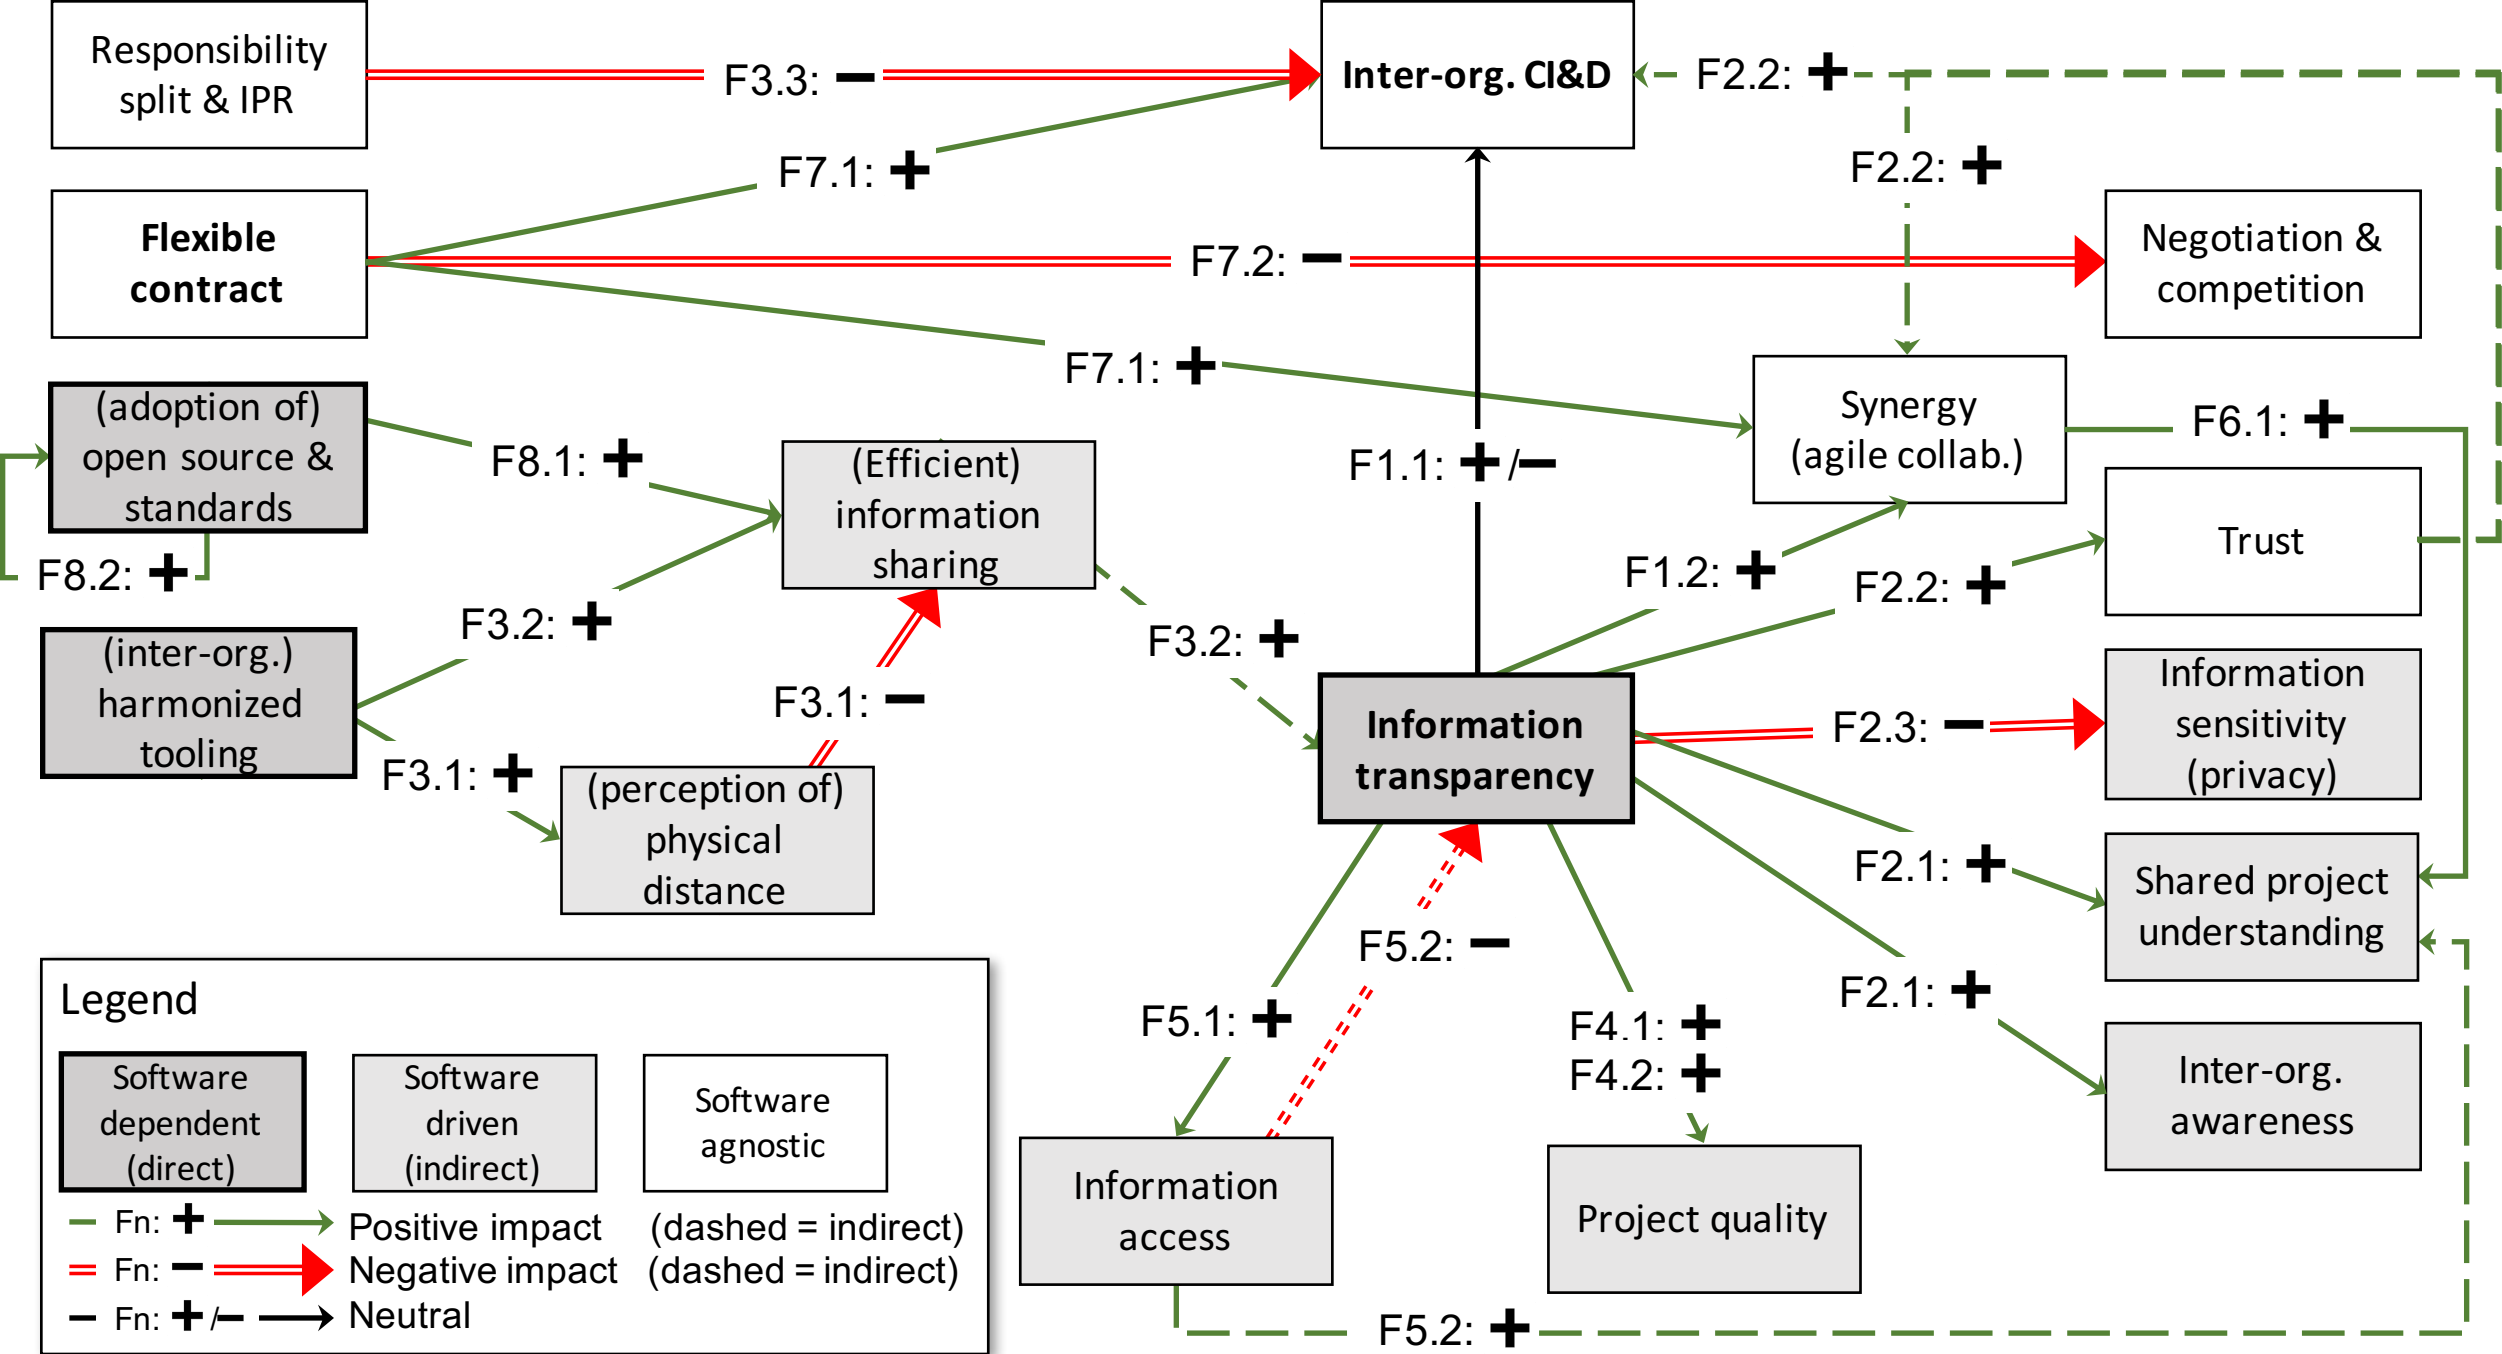 Responsibility
split & IPR
F3.3: −
Inter-org. CI&D
F2.2: +
F7.1: +
F2.2: +
Flexible
contract
F7.2: −
Negotiation &
competition
F7.1: +
(adoption of)
open source &
standards
F8.1: +
F8.2: +
(Efficient)
information
sharing
F1.1: +/−
Synergy
(agile collab.)
F6.1: +
Trust
F1.2: +
F2.2: +
(inter-org.)
harmonized
tooling
F3.2: +
F3.2: +
F3.1: −
F3.1: +
(perception of)
physical
distance
Information
transparency
F2.3: −
Information
sensitivity
(privacy)
F2.1: +
Shared project
understanding
F5.2: −
F2.1: +
F5.1: +
F4.1: +
F4.2: +
Inter-org.
awareness
Information
access
Project quality
F5.2: +
Legend
Software
dependent
(direct)
Software
driven
(indirect)
Software
agnostic
Fn: + Positive impact (dashed = indirect)
Fn: − Negative impact (dashed = indirect)
Fn: +/− Neutral